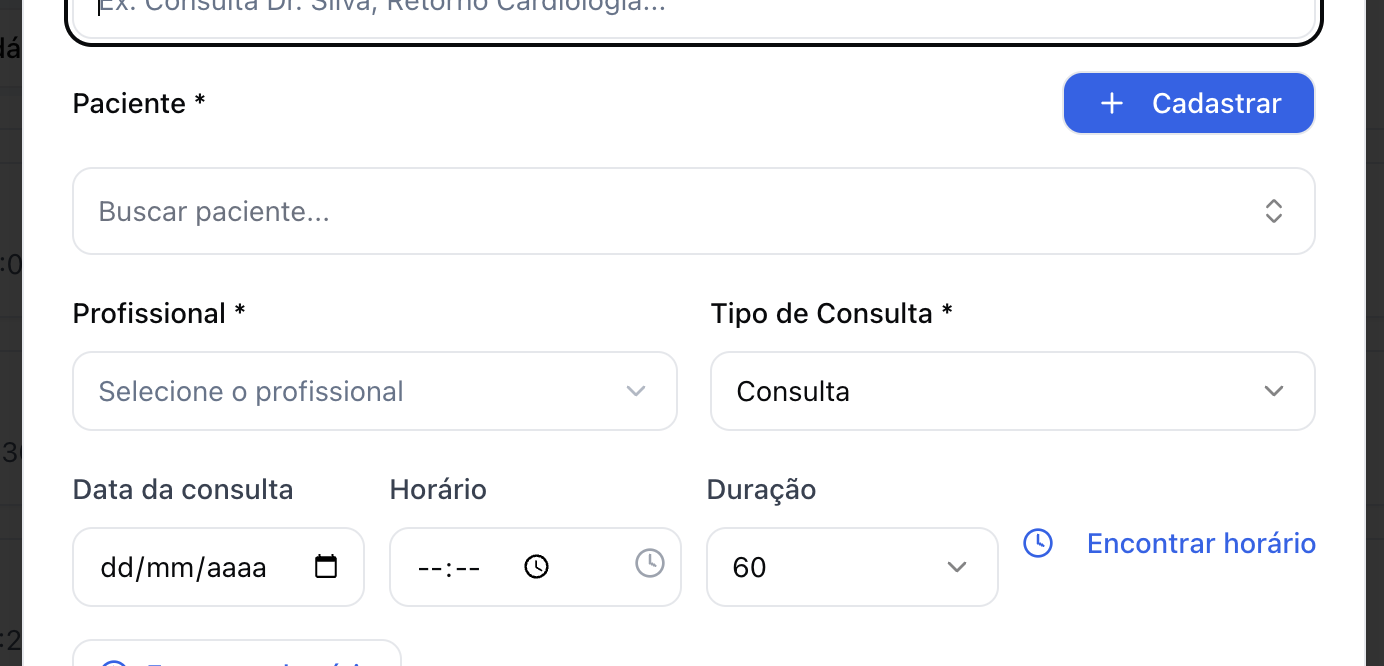 Ex: Consulta Dr. Silva, Retorno Cardiologia...
Paciente *
+ Cadastrar
Buscar paciente...
Profissional * Tipo de Consulta *
Selecione o profissional Consulta
Data da consulta Horário Duração
dd/mm/aaaa --:-- 60 Encontrar horário